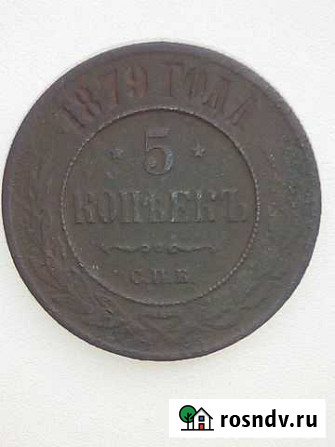 1879 ГОДА
* 5 *
КОПѢЕКЪ
С.П.Б.
rosndv.ru